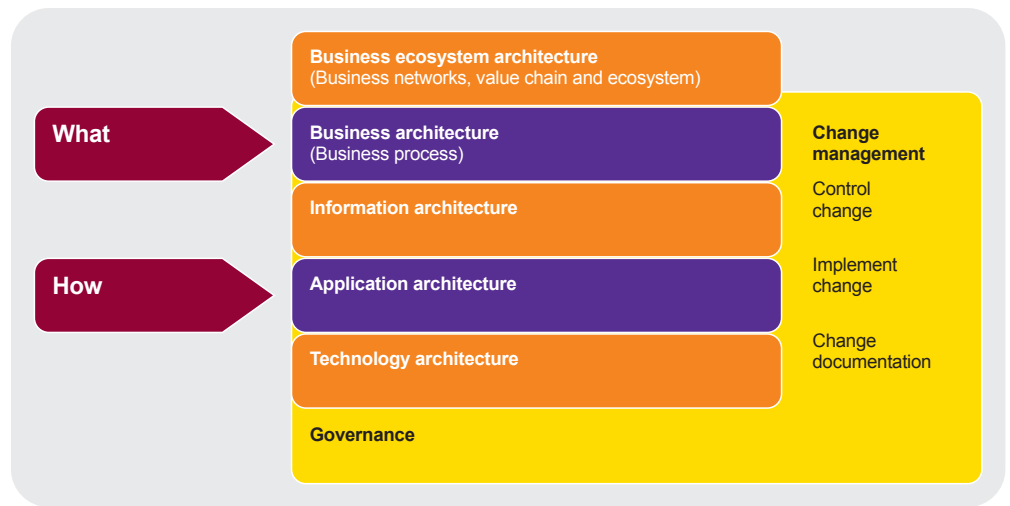 Business ecosystem architecture
(Business networks, value chain and ecosystem)
What
Business architecture
(Business process)
Change
management
Control
change
Information architecture
How
Application architecture
Implement
change
Technology architecture
Change
documentation
Governance